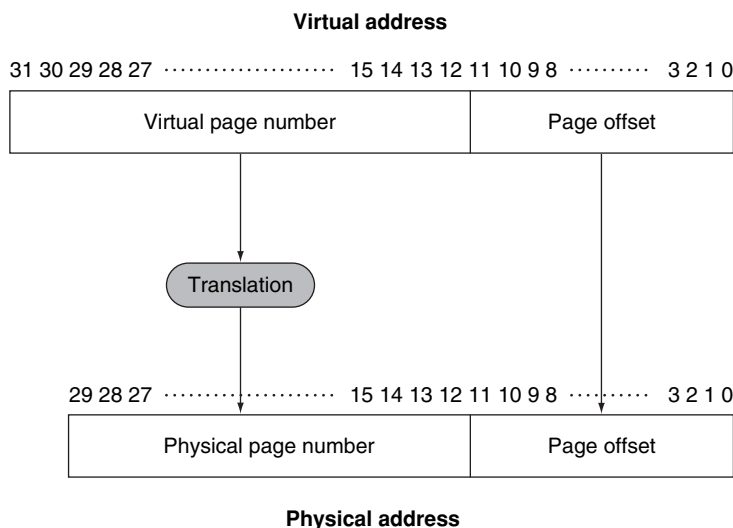 Virtual address
31 30 29 28 27 ······················ 15 14 13 12 11 10 9 8 ·········· 3 2 1 0
Virtual page number Page offset
Translation
29 28 27 ······················ 15 14 13 12 11 10 9 8 ·········· 3 2 1 0
Physical page number Page offset
Physical address